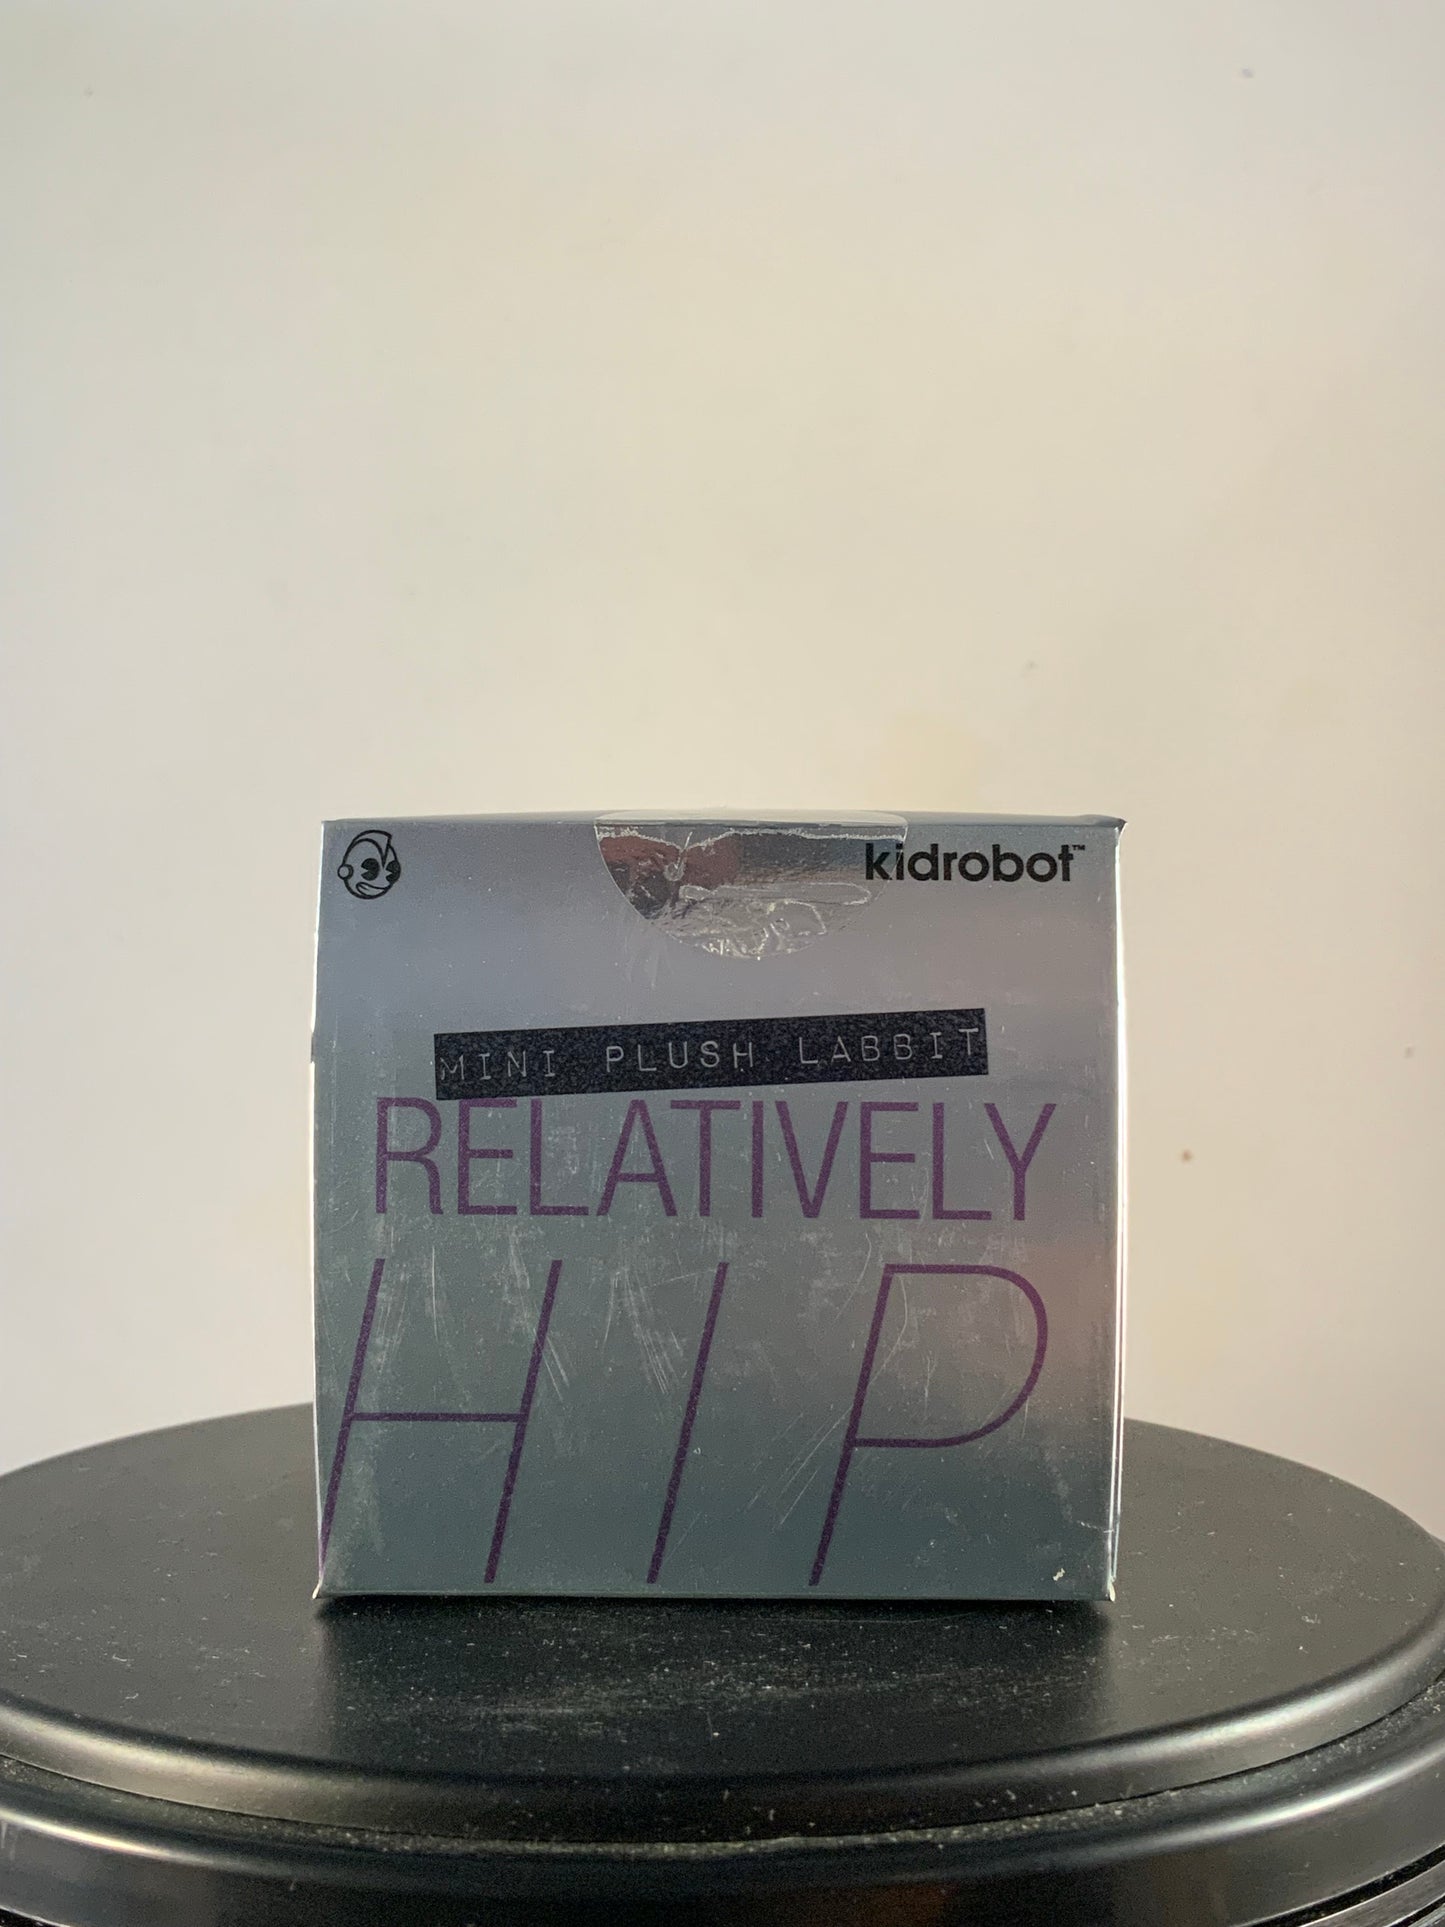 kidrobot™
MINI PLUSH LABBIT
RELATIVELY
HIP